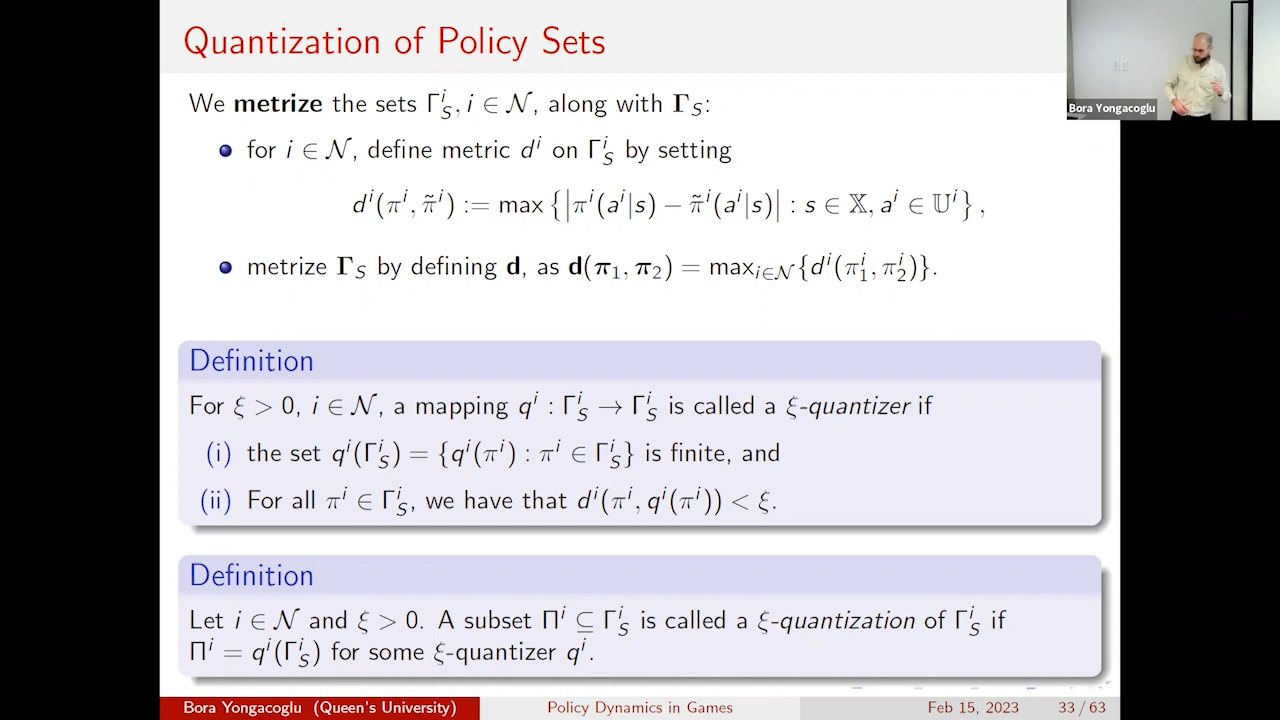 Quantization of Policy Sets
We metrize the sets Γ^i_S, i ∈ 𝒩, along with 𝚪_S:
for i ∈ 𝒩, define metric d^i on Γ^i_S by setting
d^i(π^i, π̃^i) := max { |π^i(a^i|s) − π̃^i(a^i|s)| : s ∈ 𝕏, a^i ∈ 𝕌^i } ,
metrize 𝚪_S by defining 𝐝, as 𝐝(𝝅_1, 𝝅_2) = max_{i∈𝒩}{d^i(π^i_1, π^i_2)}.
Definition
For ξ > 0, i ∈ 𝒩, a mapping q^i : Γ^i_S → Γ^i_S is called a ξ-quantizer if
(i) the set q^i(Γ^i_S) = {q^i(π^i) : π^i ∈ Γ^i_S} is finite, and
(ii) For all π^i ∈ Γ^i_S, we have that d^i(π^i, q^i(π^i)) < ξ.
Definition
Let i ∈ 𝒩 and ξ > 0. A subset Π^i ⊆ Γ^i_S is called a ξ-quantization of Γ^i_S if
Π^i = q^i(Γ^i_S) for some ξ-quantizer q^i.
Bora Yongacoglu (Queen's University) Policy Dynamics in Games Feb 15, 2023 33 / 63
Bora Yongacoglu